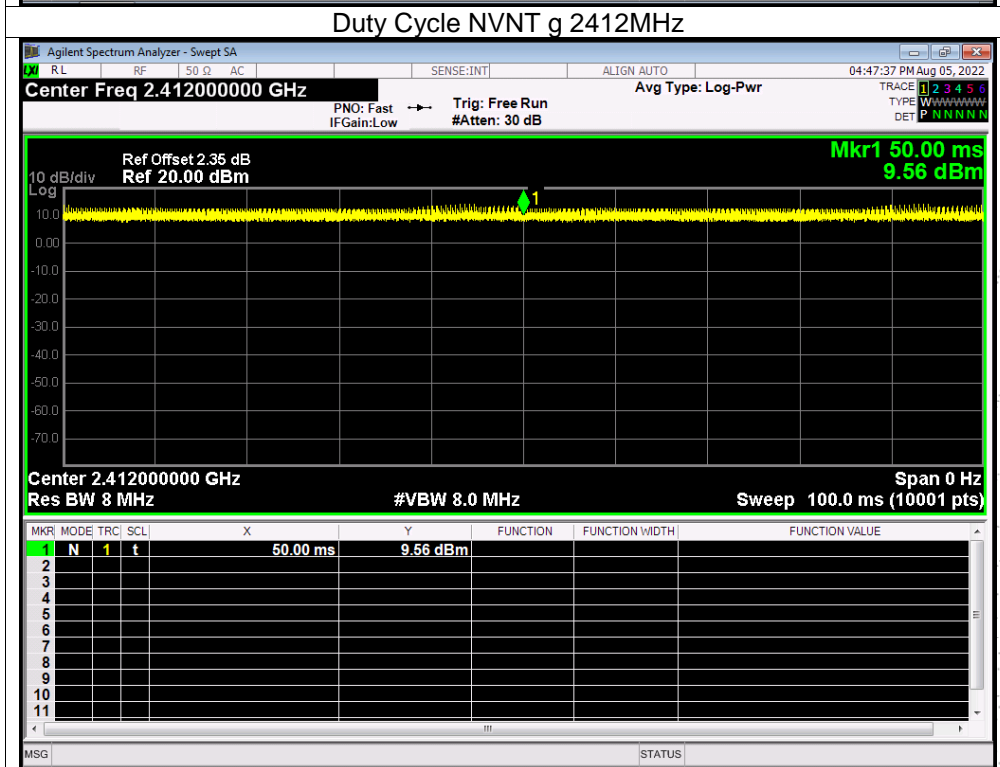 Duty Cycle NVNT g 2412MHz
Agilent Spectrum Analyzer - Swept SA
LXI RL RF 50 Ω AC SENSE:INT ALIGN AUTO 04:47:37 PM Aug 05, 2022
Center Freq 2.412000000 GHz Avg Type: Log-Pwr TRACE 1 2 3 4 5 6
PNO: Fast Trig: Free Run TYPE WWWWWW
IFGain:Low #Atten: 30 dB DET P N N N N N
Mkr1 50.00 ms
Ref Offset 2.35 dB
10 dB/div Ref 20.00 dBm 9.56 dBm
Log
1
10.0
0.00
-10.0
-20.0
-30.0
-40.0
-50.0
-60.0
-70.0
Center 2.412000000 GHz Span 0 Hz
Res BW 8 MHz #VBW 8.0 MHz Sweep 100.0 ms (10001 pts)
MKR MODE TRC SCL X Y FUNCTION FUNCTION WIDTH FUNCTION VALUE
1 N 1 t 50.00 ms 9.56 dBm
2
3
4
5
6
7
8
9
10
11
MSG STATUS